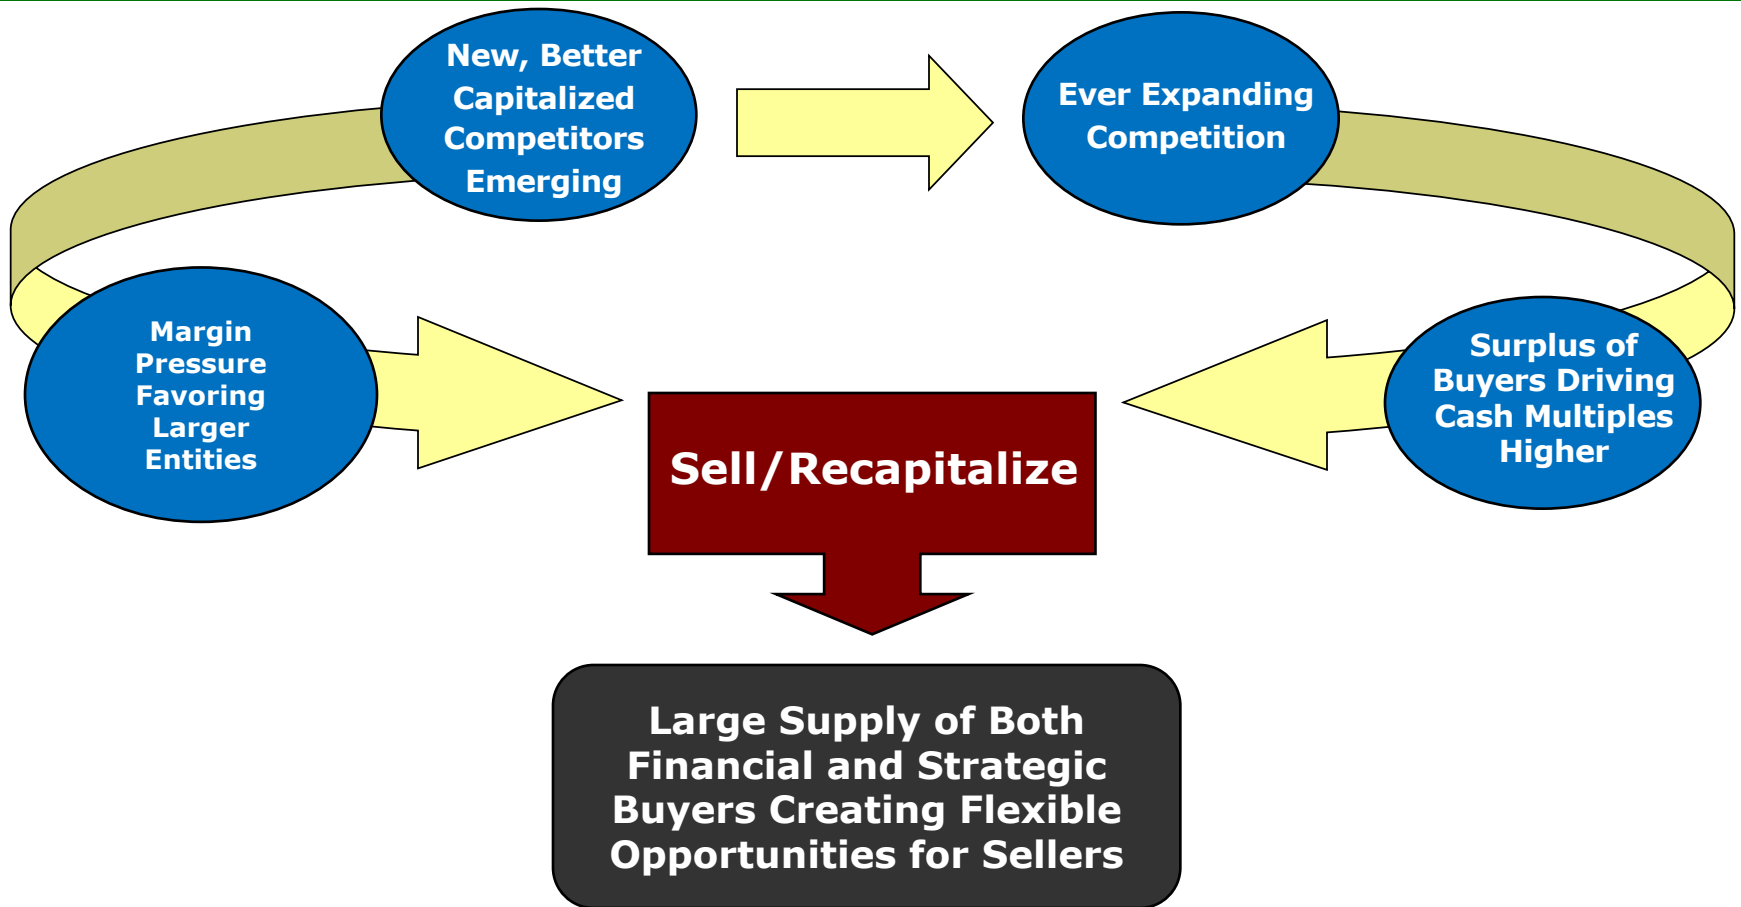 New, Better
Capitalized
Competitors
Emerging
Ever Expanding
Competition
Margin
Pressure
Favoring
Larger
Entities
Surplus of
Buyers Driving
Cash Multiples
Higher
Sell/Recapitalize
Large Supply of Both
Financial and Strategic
Buyers Creating Flexible
Opportunities for Sellers